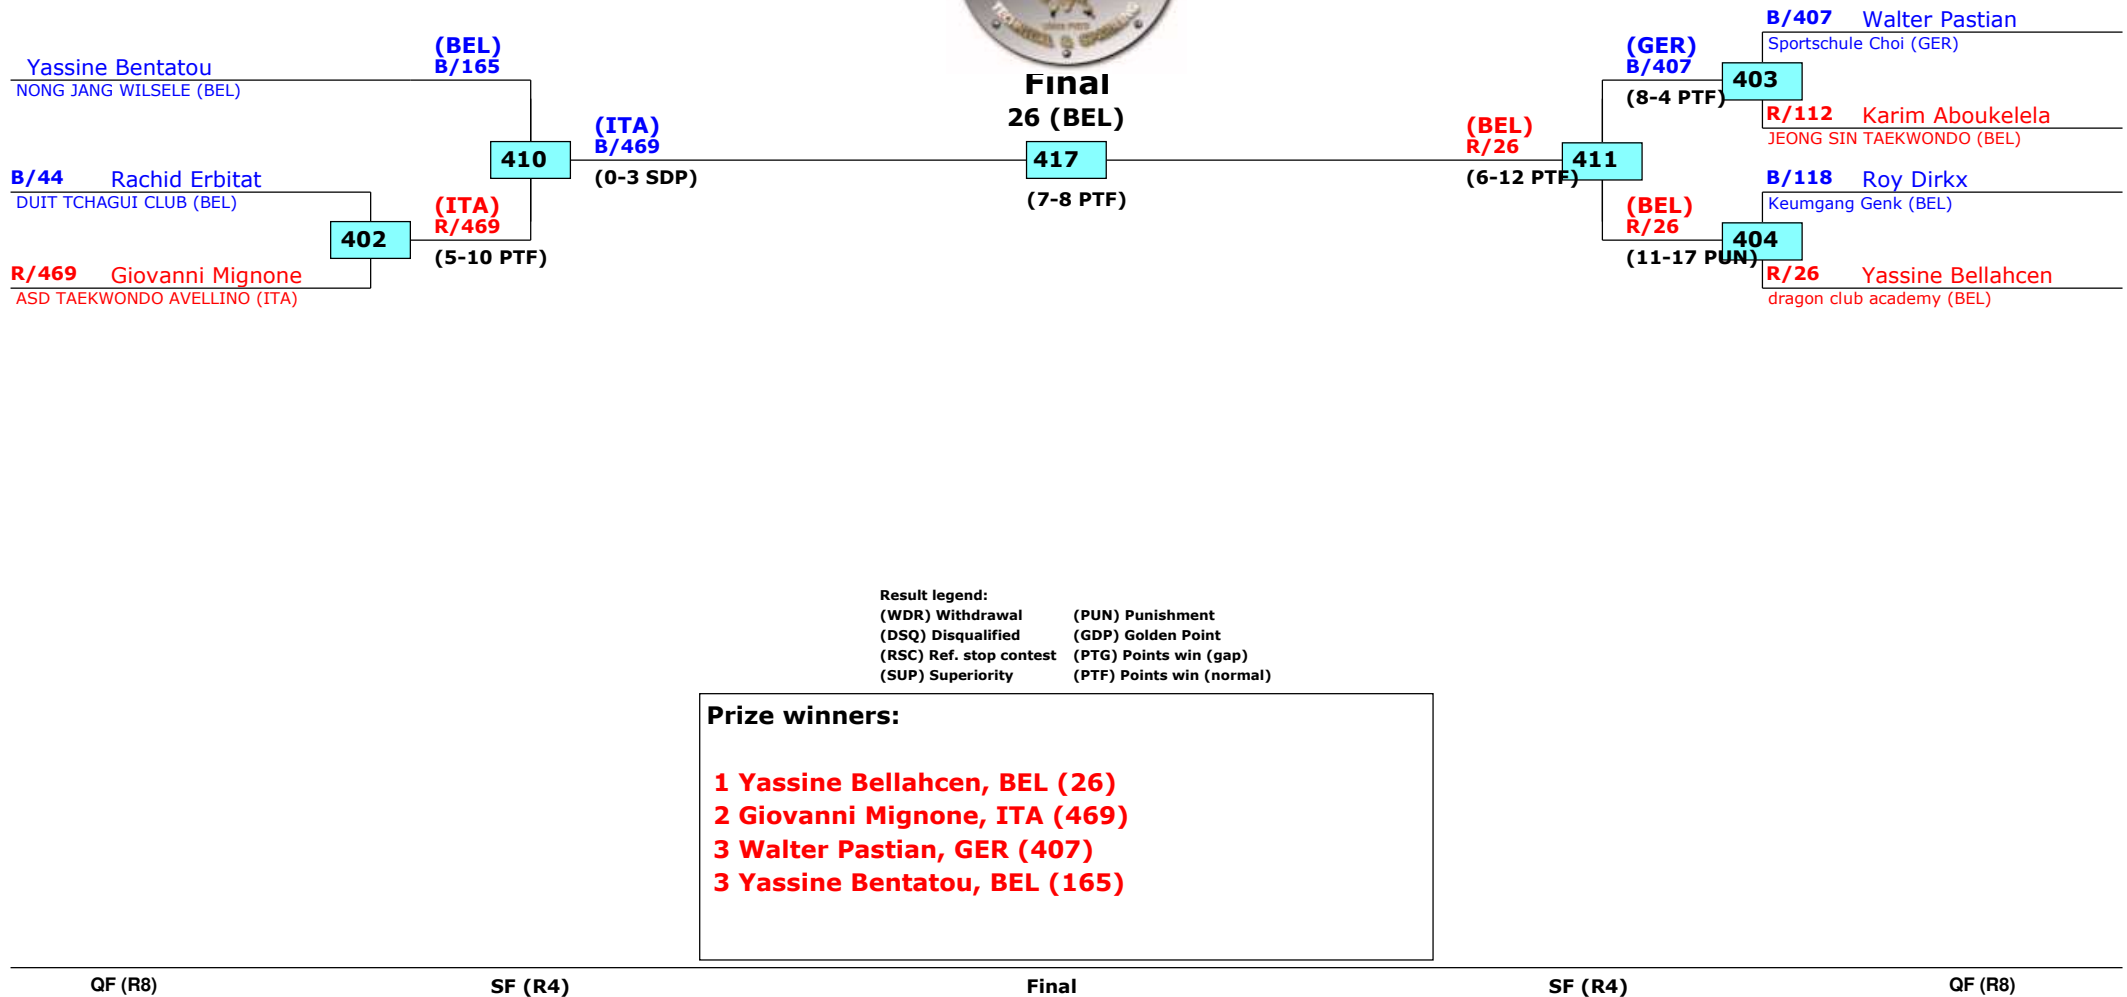 TECHNIEK & SPARRING
B/407 Walter Pastian
Sportschule Choi (GER)
(BEL)
B/165
(GER)
B/407
Yassine Bentatou
NONG JANG WILSELE (BEL)
Final
403
(8-4 PTF)
26 (BEL)
R/112 Karim Aboukelela
JEONG SIN TAEKWONDO (BEL)
(ITA)
B/469
(BEL)
R/26
410
417
411
(0-3 SDP)
(7-8 PTF)
(6-12 PTF)
B/44 Rachid Erbitat
DUIT TCHAGUI CLUB (BEL)
B/118 Roy Dirkx
Keumgang Genk (BEL)
(ITA)
R/469
(BEL)
R/26
402
404
(5-10 PTF)
(11-17 PUN)
R/469 Giovanni Mignone
ASD TAEKWONDO AVELLINO (ITA)
R/26 Yassine Bellahcen
dragon club academy (BEL)
Result legend:
(WDR) Withdrawal (PUN) Punishment
(DSQ) Disqualified (GDP) Golden Point
(RSC) Ref. stop contest (PTG) Points win (gap)
(SUP) Superiority (PTF) Points win (normal)
Prize winners:
1 Yassine Bellahcen, BEL (26)
2 Giovanni Mignone, ITA (469)
3 Walter Pastian, GER (407)
3 Yassine Bentatou, BEL (165)
QF (R8) SF (R4) Final SF (R4) QF (R8)